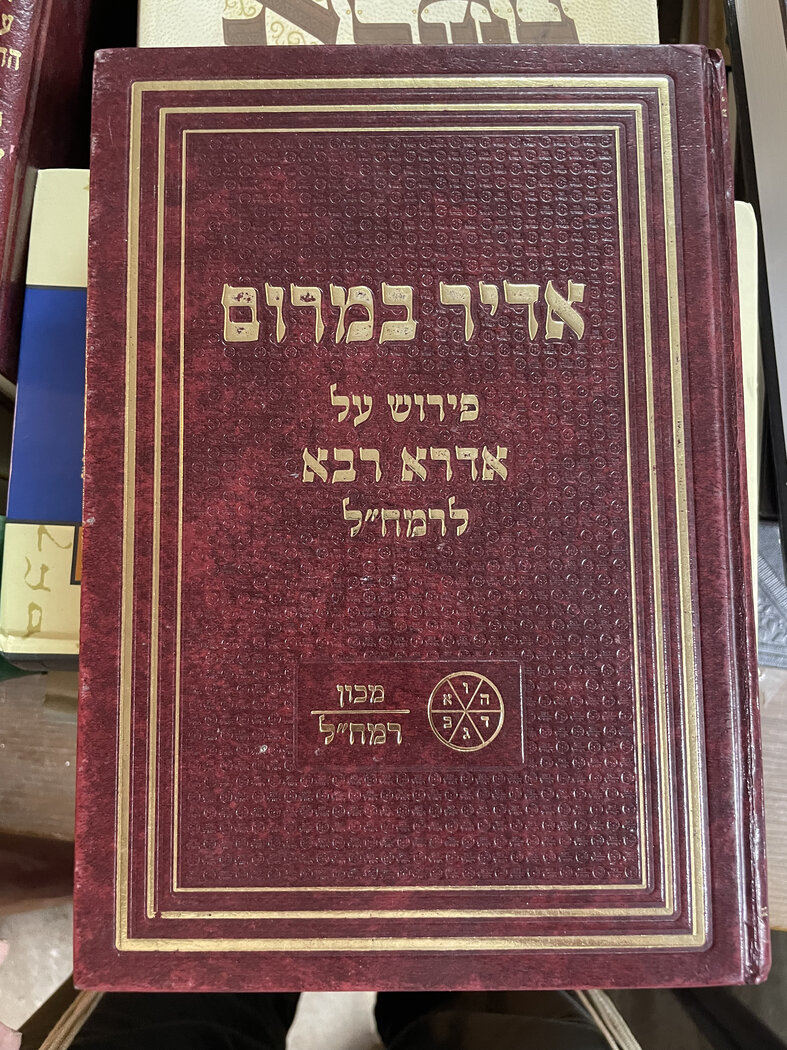 אדיר במרום
פירוש על
אדרא רבא
לרמח״ל
מכון
רמח״ל
א ו ה
ב ג ד